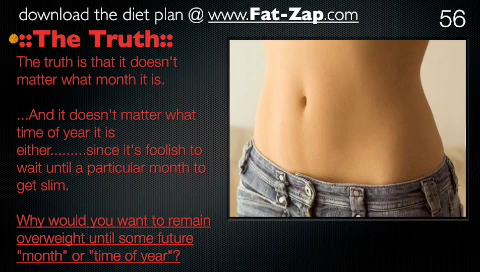 download the diet plan @ www.Fat-Zap.com
56
::The Truth::
The truth is that it doesn't
matter what month it is.
...And it doesn't matter what
time of year it is
either.........since it's foolish to
wait until a particular month to
get slim.
Why would you want to remain
overweight until some future
"month" or "time of year"?